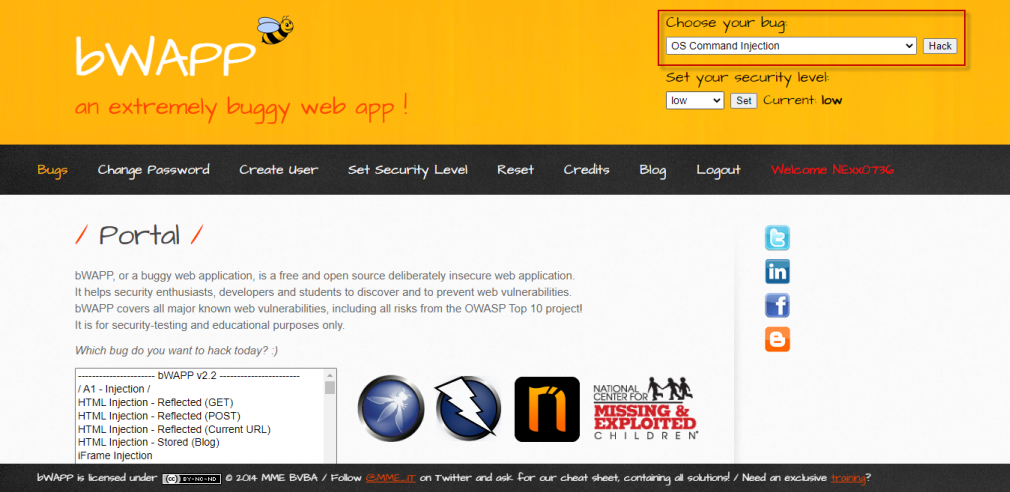 bWAPP
an extremely buggy web app !
Choose your bug:
OS Command Injection Hack
Set your security level:
low Set Current: low
Bugs Change Password Create User Set Security Level Reset Credits Blog Logout Welcome NExx0736
/ Portal /
bWAPP, or a buggy web application, is a free and open source deliberately insecure web application.
It helps security enthusiasts, developers and students to discover and to prevent web vulnerabilities.
bWAPP covers all major known web vulnerabilities, including all risks from the OWASP Top 10 project!
It is for security-testing and educational purposes only.
Which bug do you want to hack today? :)
---------------------- bWAPP v2.2 -----------------------
/ A1 - Injection /
HTML Injection - Reflected (GET)
HTML Injection - Reflected (POST)
HTML Injection - Reflected (Current URL)
HTML Injection - Stored (Blog)
iFrame Injection
NATIONAL
CENTER FOR
MISSING &
EXPLOITED
CHILDREN®
bWAPP is licensed under (cc) BY-NC-ND © 2014 MME BVBA / Follow @MME_IT on Twitter and ask for our cheat sheet, containing all solutions! / Need an exclusive training?